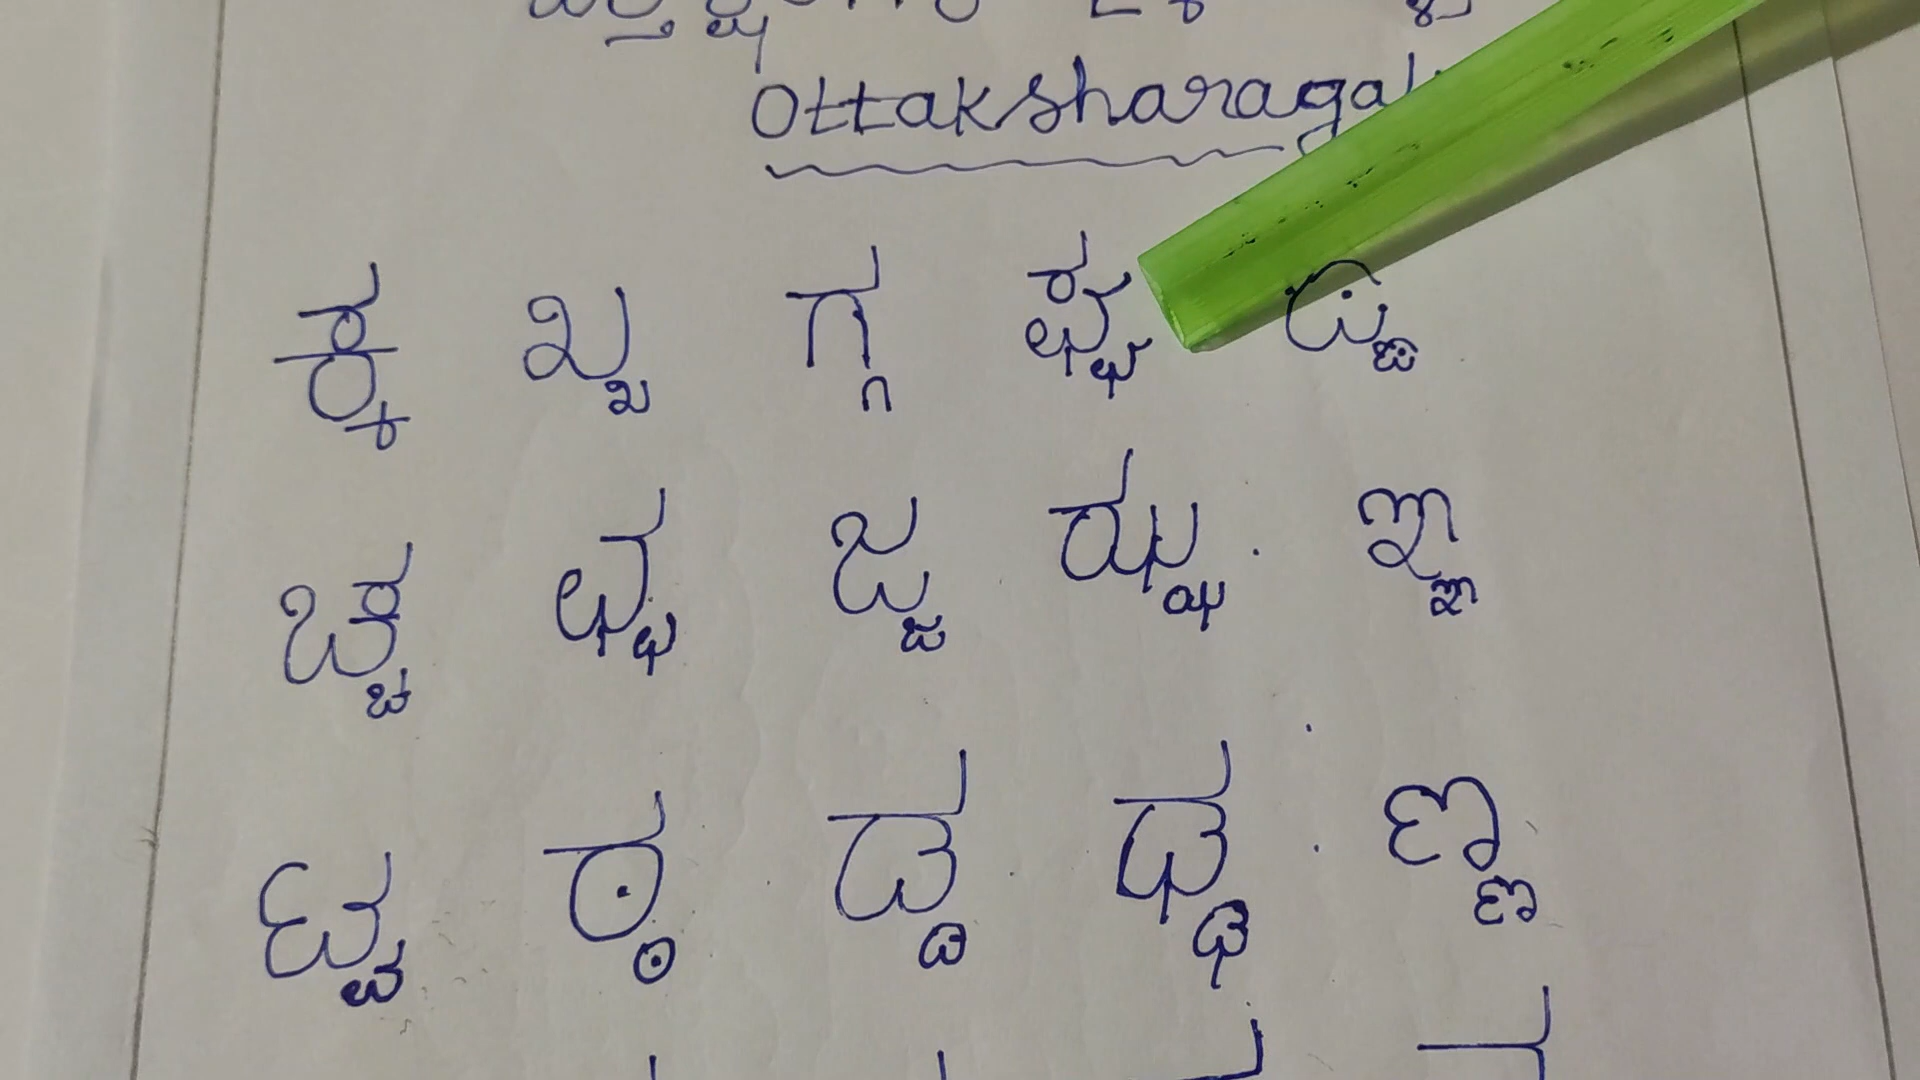 Ottaksharagal
ಕ್ಕ ಖ್ಖ ಗ್ಗ ಘ್ಘ ಙ್ಙ
ಚ್ಚ ಛ್ಛ ಜ್ಜ ಝ್ಝ ಞ್ಞ
ಟ್ಟ ಠ್ಠ ಡ್ಡ ಢ್ಢ ಣ್ಣ